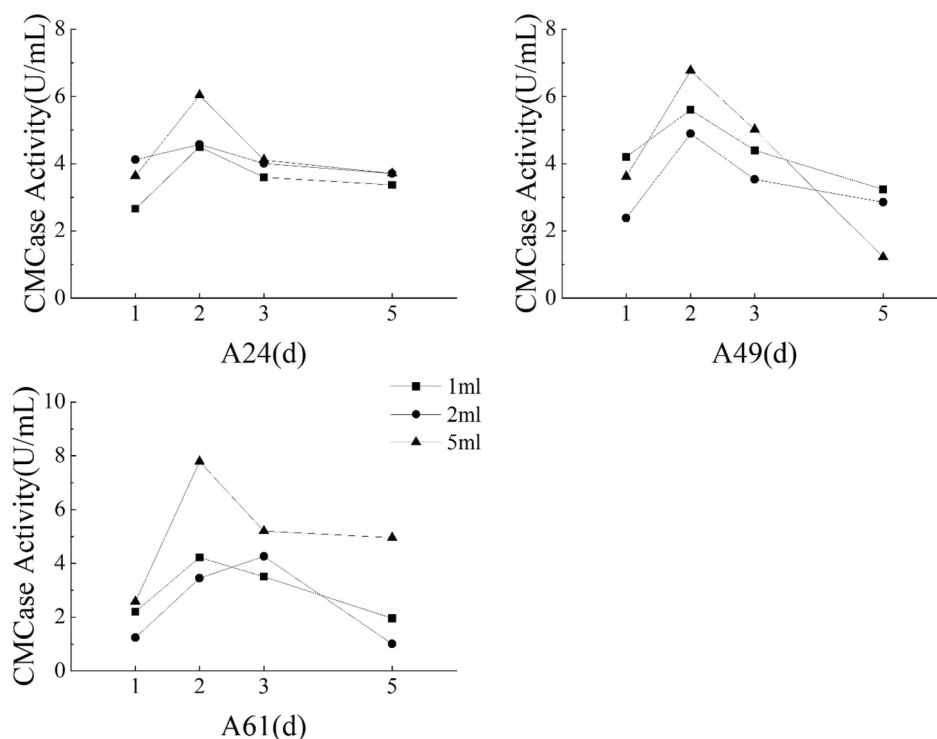 CMCase Activity(U/mL)
8
6
4
2
0
1 2 3 5
A24(d)
CMCase Activity(U/mL)
8
6
4
2
0
1 2 3 5
A49(d)
CMCase Activity(U/mL)
10
8
6
4
2
0
1 2 3 5
A61(d)
1ml
2ml
5ml